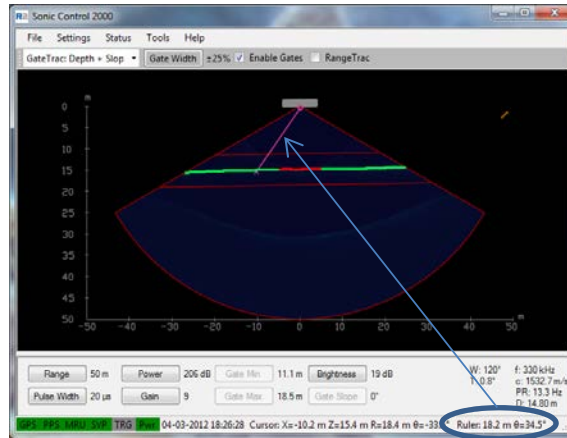 R2 Sonic Control 2000
File Settings Status Tools Help
GateTrac: Depth + Slop Gate Width ±25% Enable Gates RangeTrac
m
0
5
10
15
20
25
30
35
40
45
50
-50 -40 -30 -20 -10 0 10 20 30 40 50
m
Range 50 m Power 206 dB Gate Min 11.1 m Brightness 19 dB W: 120° f: 330 kHz
T: 0.8° c: 1532.7 m/s
Pulse Width 20 µs Gain 9 Gate Max 18.5 m Gate Slope 0° PR: 13.3 Hz
D: 14.80 m
GPS PPS MRU SVP TRG Pwr 04-03-2012 18:26:28 Cursor: X=-10.2 m Z=15.4 m R=18.4 m Ruler: 18.2 m θ=34.5°